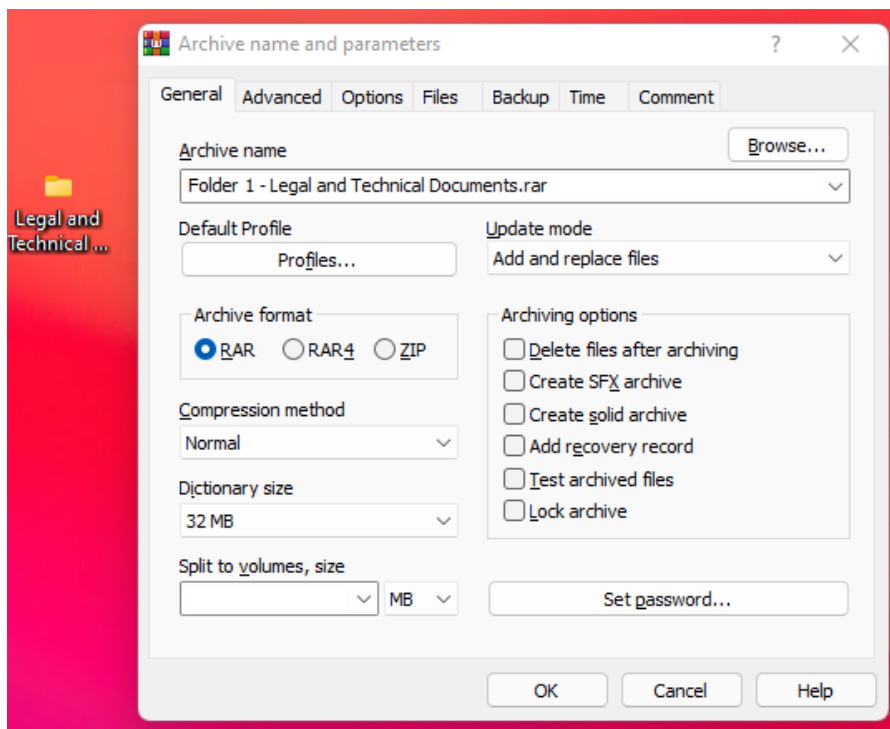 Archive name and parameters
?
General Advanced Options Files Backup Time Comment
Archive name
Browse...
Folder 1 - Legal and Technical Documents.rar
Legal and
Technical ...
Default Profile
Profiles...
Update mode
Add and replace files
Archive format
RAR RAR4 ZIP
Archiving options
Delete files after archiving
Create SFX archive
Create solid archive
Add recovery record
Test archived files
Lock archive
Compression method
Normal
Dictionary size
32 MB
Split to volumes, size
MB
Set password...
OK Cancel Help